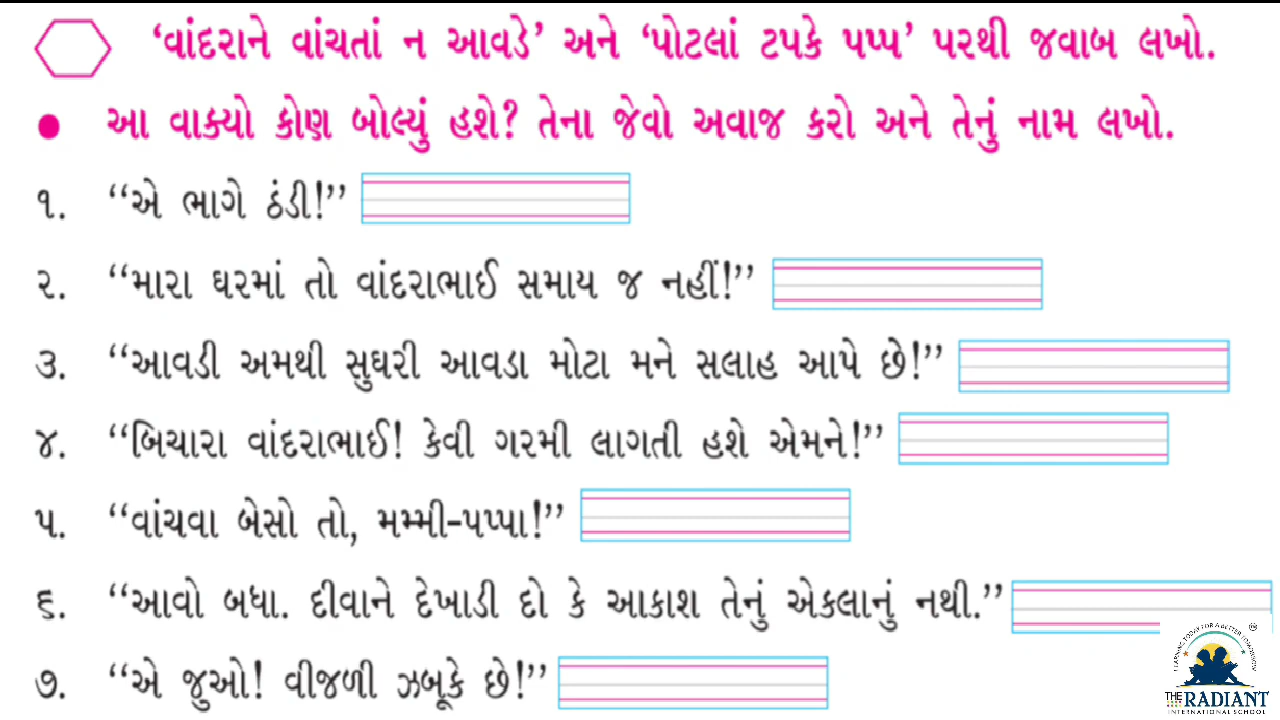 ‘વાંદરાને વાંચતાં ન આવડે’ અને ‘પોટલાં ટપકે પપ્પ’ પરથી જવાબ લખો.
● આ વાક્યો કોણ બોલ્યું હશે? તેના જેવો અવાજ કરો અને તેનું નામ લખો.
૧. “એ ભાગે ઠંડી!”
૨. “મારા ઘરમાં તો વાંદરાભાઈ સમાય જ નહીં!”
૩. “આવડી અમથી સુઘરી આવડા મોટા મને સલાહ આપે છે!”
૪. “બિચારા વાંદરાભાઈ! કેવી ગરમી લાગતી હશે એમને!”
૫. “વાંચવા બેસો તો, મમ્મી-પપ્પા!”
૬. “આવો બધા. દીવાને દેખાડી દો કે આકાશ તેનું એકલાનું નથી.”
૭. “એ જુઓ! વીજળી ઝબૂકે છે!”
THE RADIANT
INTERNATIONAL SCHOOL